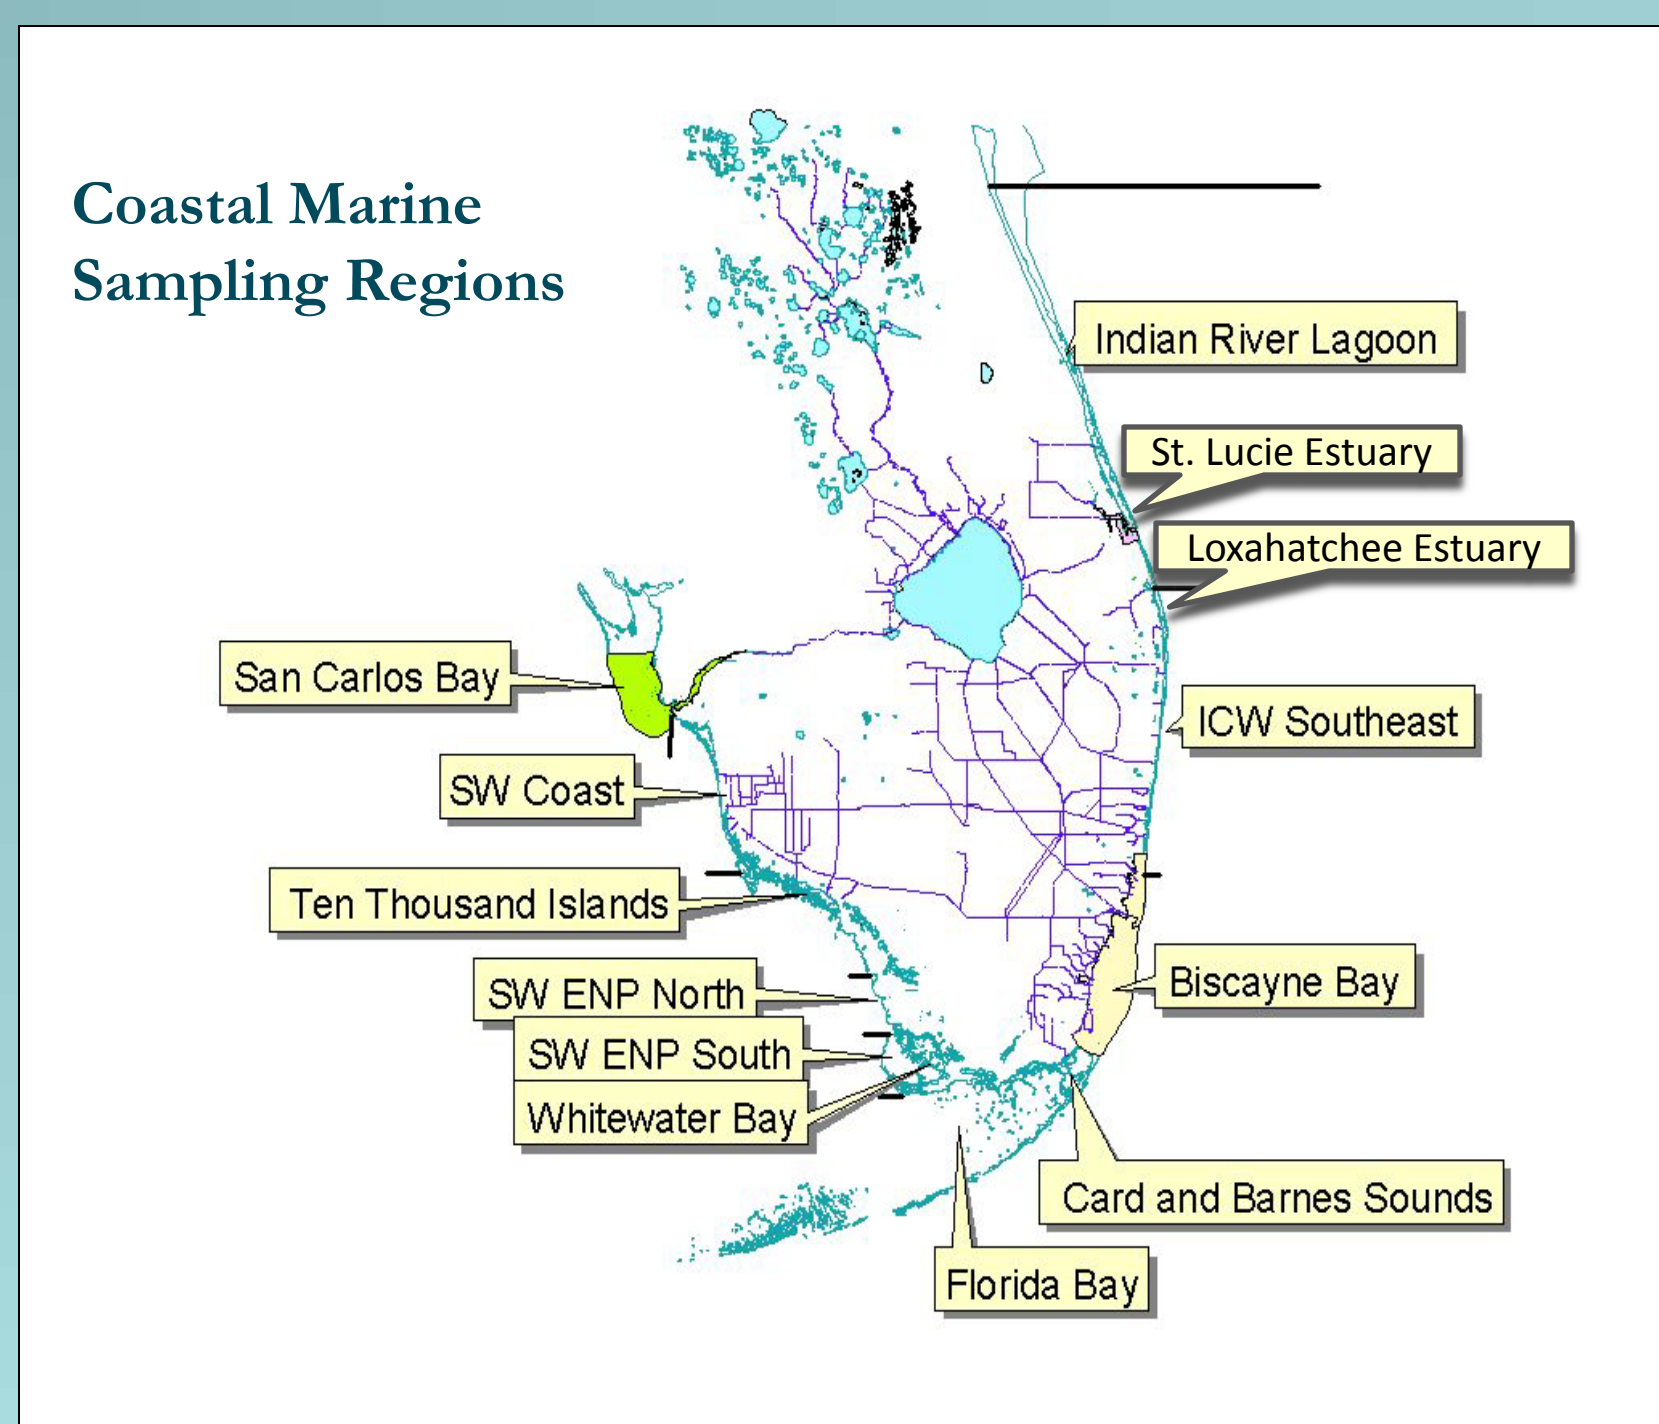 Coastal Marine
Sampling Regions
Indian River Lagoon
St. Lucie Estuary
Loxahatchee Estuary
San Carlos Bay
ICW Southeast
SW Coast
Ten Thousand Islands
Biscayne Bay
SW ENP North
SW ENP South
Whitewater Bay
Card and Barnes Sounds
Florida Bay